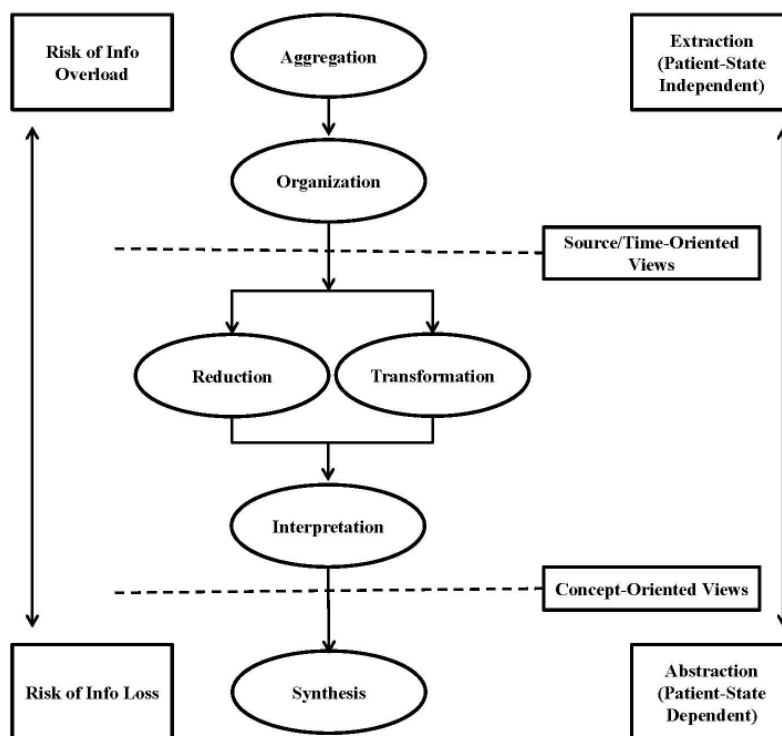 Risk of Info
Overload
Aggregation
Extraction
(Patient-State
Independent)
Organization
Source/Time-Oriented
Views
Reduction
Transformation
Interpretation
Concept-Oriented Views
Risk of Info Loss
Synthesis
Abstraction
(Patient-State
Dependent)